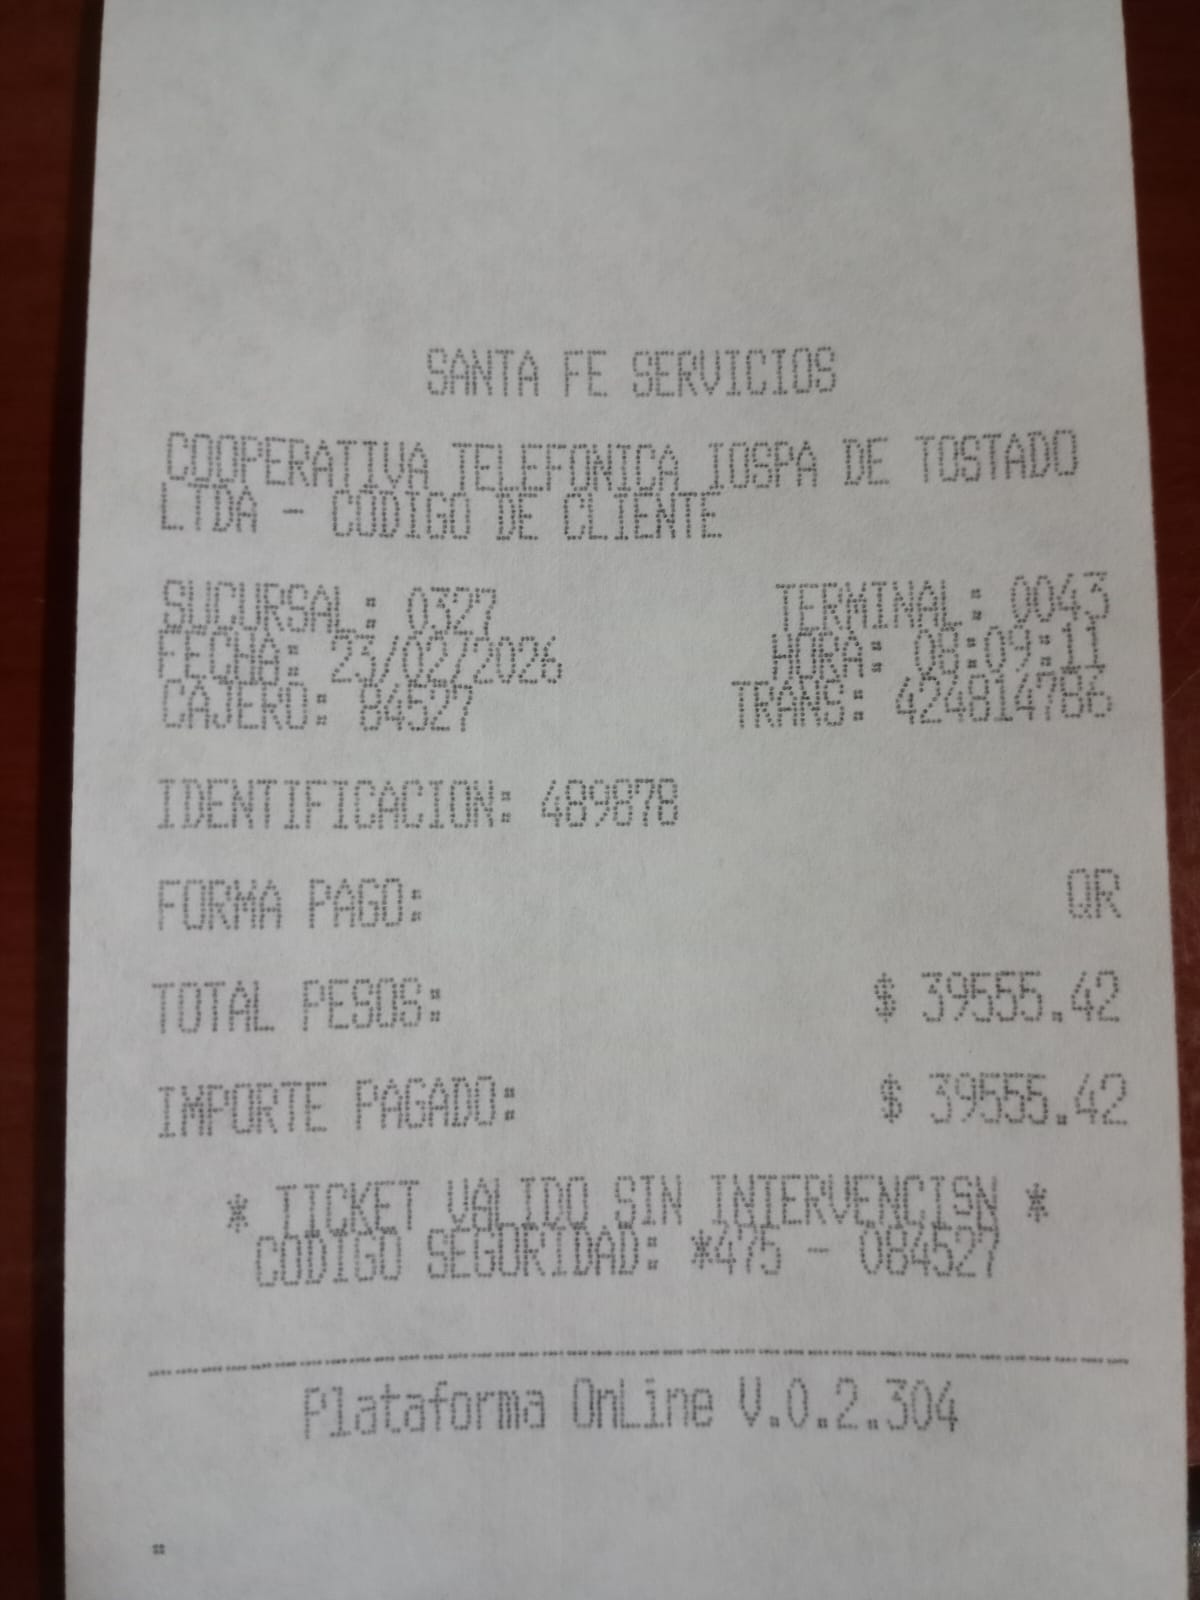 SANTA FE SERVICIOS
COOPERATIVA TELEFONICA IOSPA DE TOSTADO
LTDA - CODIGO DE CLIENTE
SUCURSAL: 0327 TERMINAL: 0043
FECHA: 23/02/2026 HORA: 08:09:11
CAJERO: 84527 TRANS: 424814786
IDENTIFICACION: 489878
FORMA PAGO: QR
TOTAL PESOS: $ 39555.42
IMPORTE PAGADO: $ 39555.42
* TICKET VALIDO SIN INTERVENCISN *
CODIGO SEGURIDAD: *475 - 084527
Plataforma OnLine V.0.2.304